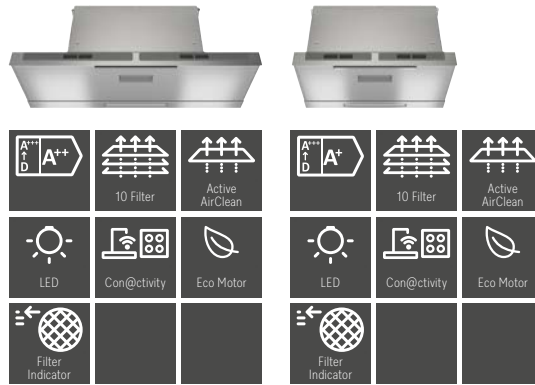 A+++
↑
D
A++
10 Filter
Active
AirClean
LED
Con@ctivity
Eco Motor
Filter
Indicator
A+++
↑
D
A+
10 Filter
Active
AirClean
LED
Con@ctivity
Eco Motor
Filter
Indicator